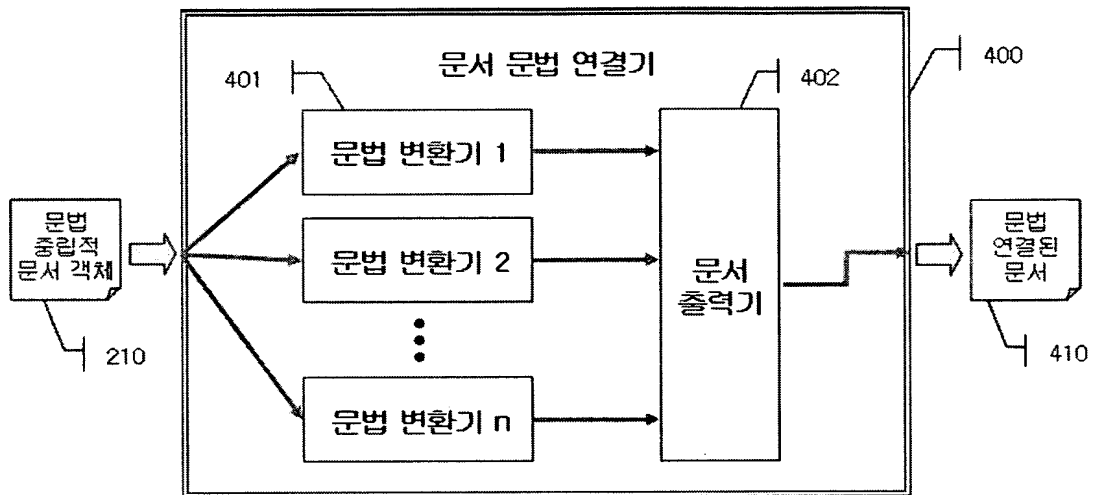 문서 문법 연결기
400
401
402
문법 변환기 1
문법 변환기 2
문법 변환기 n
문서
출력기
문법
중립적
문서 객체
210
문법
연결된
문서
410